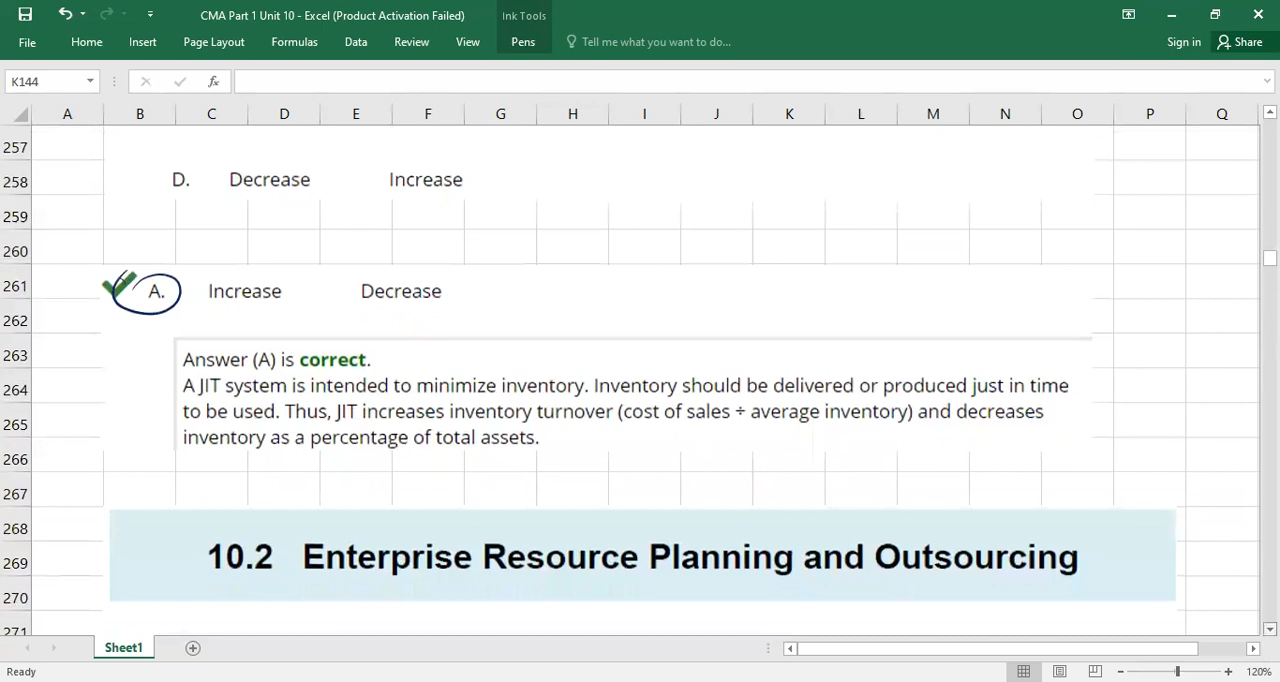 CMA Part 1 Unit 10 - Excel (Product Activation Failed)
Ink Tools
File Home Insert Page Layout Formulas Data Review View Pens Tell me what you want to do... Sign in Share
K144 fx
A B C D E F G H I J K L M N O P Q
257
258 D. Decrease Increase
259
260
261 A. Increase Decrease
262
263 Answer (A) is correct.
264 A JIT system is intended to minimize inventory. Inventory should be delivered or produced just in time
265 to be used. Thus, JIT increases inventory turnover (cost of sales ÷ average inventory) and decreases
inventory as a percentage of total assets.
266
267
268
269 10.2 Enterprise Resource Planning and Outsourcing
270
271
Sheet1
Ready 120%